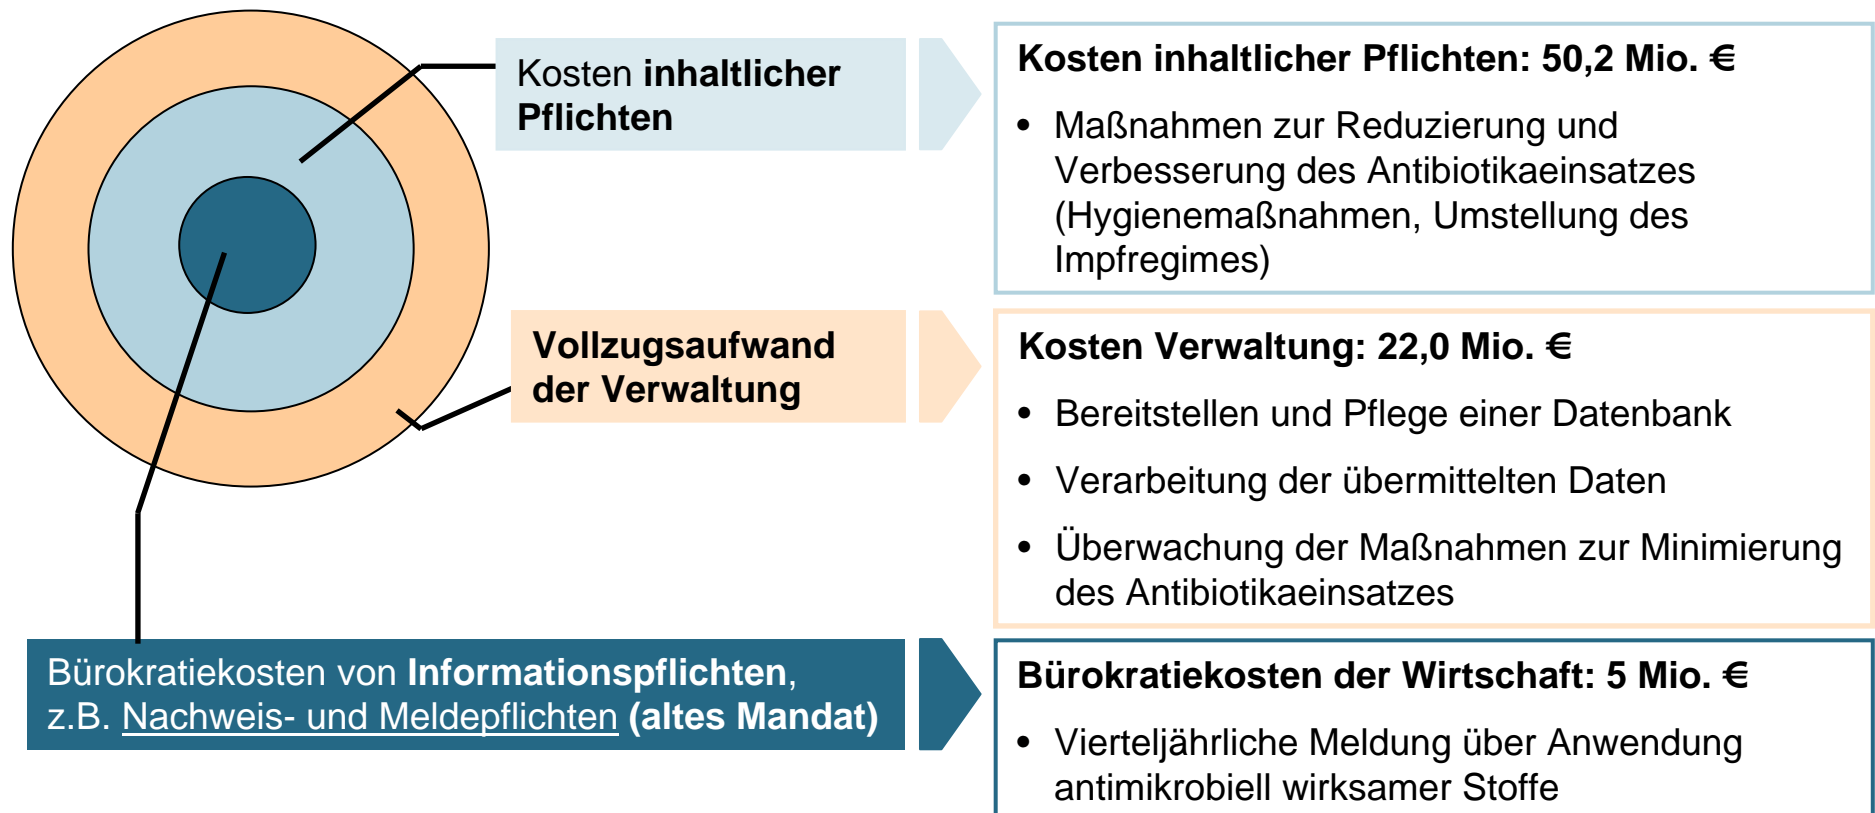 Kosten inhaltlicher
Pflichten
Kosten inhaltlicher Pflichten: 50,2 Mio. €
• Maßnahmen zur Reduzierung und
Verbesserung des Antibiotikaeinsatzes
(Hygienemaßnahmen, Umstellung des
Impfregimes)
Vollzugsaufwand
der Verwaltung
Kosten Verwaltung: 22,0 Mio. €
• Bereitstellen und Pflege einer Datenbank
• Verarbeitung der übermittelten Daten
• Überwachung der Maßnahmen zur Minimierung
des Antibiotikaeinsatzes
Bürokratiekosten von Informationspflichten,
z.B. Nachweis- und Meldepflichten (altes Mandat)
Bürokratiekosten der Wirtschaft: 5 Mio. €
• Vierteljährliche Meldung über Anwendung
antimikrobiell wirksamer Stoffe